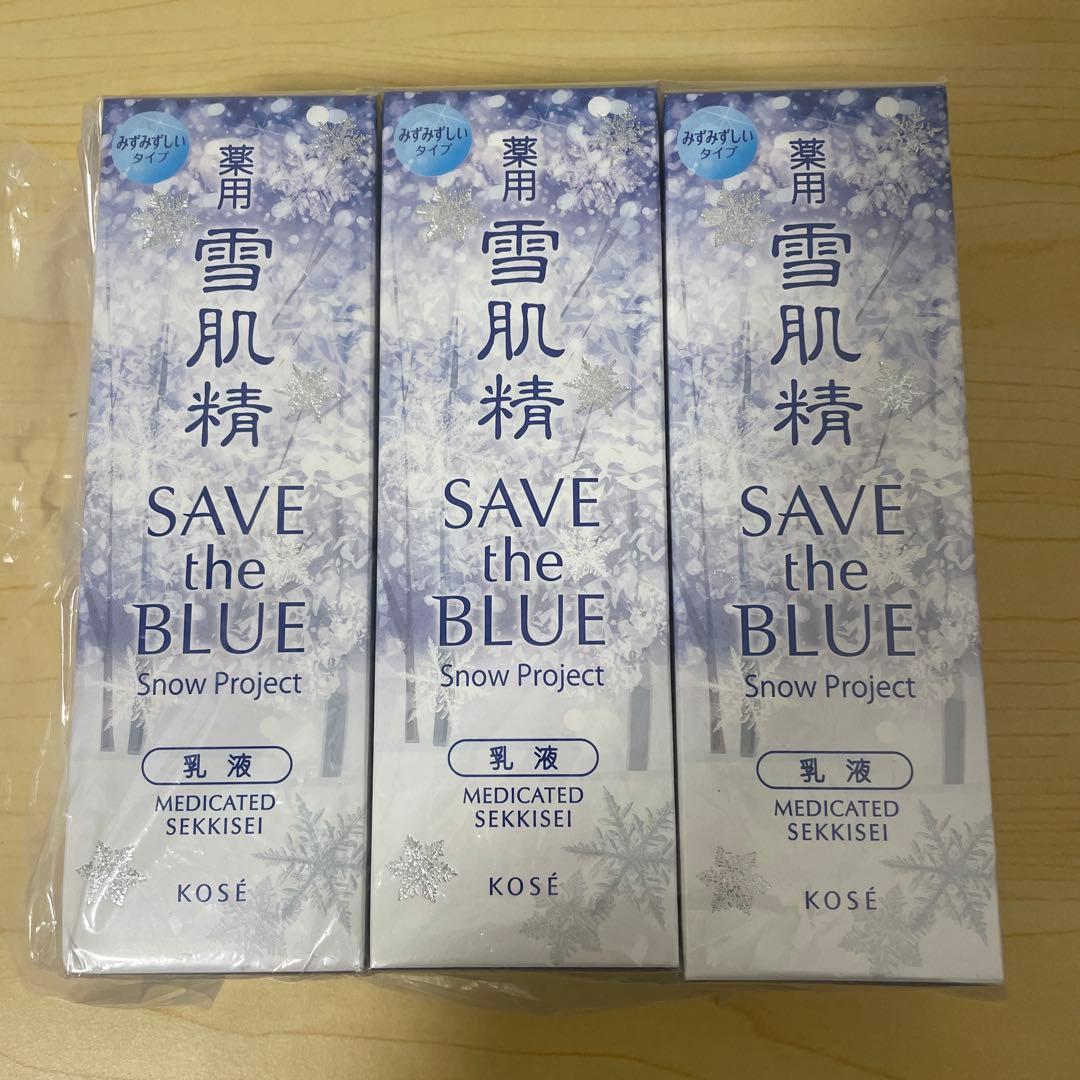 みずみずしい
タイプ
薬用
雪肌精
SAVE
the
BLUE
Snow Project
乳液
MEDICATED
SEKKISEI
KOSÉ
みずみずしい
タイプ
薬用
雪肌精
SAVE
the
BLUE
Snow Project
乳液
MEDICATED
SEKKISEI
KOSÉ
みずみずしい
タイプ
薬用
雪肌精
SAVE
the
BLUE
Snow Project
乳液
MEDICATED
SEKKISEI
KOSÉ